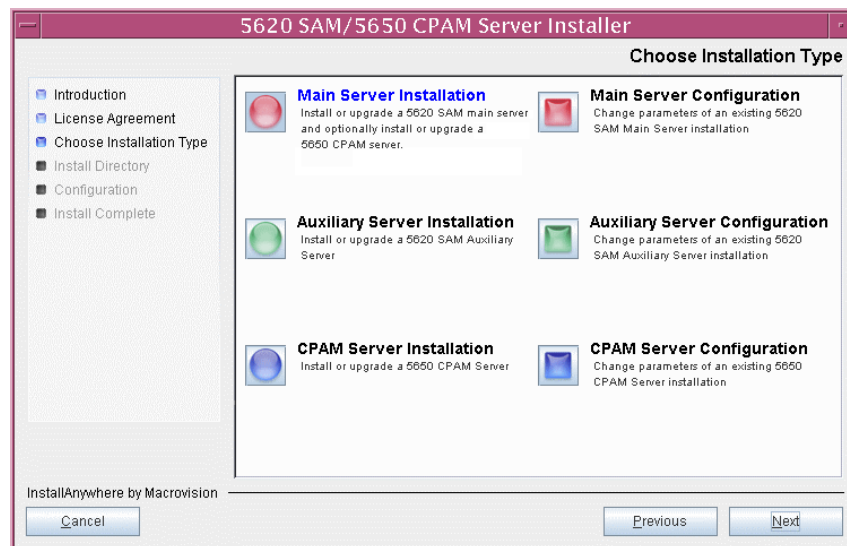 5620 SAM/5650 CPAM Server Installer
Choose Installation Type
Introduction
License Agreement
Choose Installation Type
Install Directory
Configuration
Install Complete
Main Server Installation
Install or upgrade a 5620 SAM main server
and optionally install or upgrade a
5650 CPAM server.
Main Server Configuration
Change parameters of an existing 5620
SAM Main Server installation
Auxiliary Server Installation
Install or upgrade a 5620 SAM Auxiliary
Server
Auxiliary Server Configuration
Change parameters of an existing 5620
SAM Auxiliary Server installation
CPAM Server Installation
Install or upgrade a 5650 CPAM Server
CPAM Server Configuration
Change parameters of an existing 5650
CPAM Server installation
InstallAnywhere by Macrovision
Cancel
Previous
Next